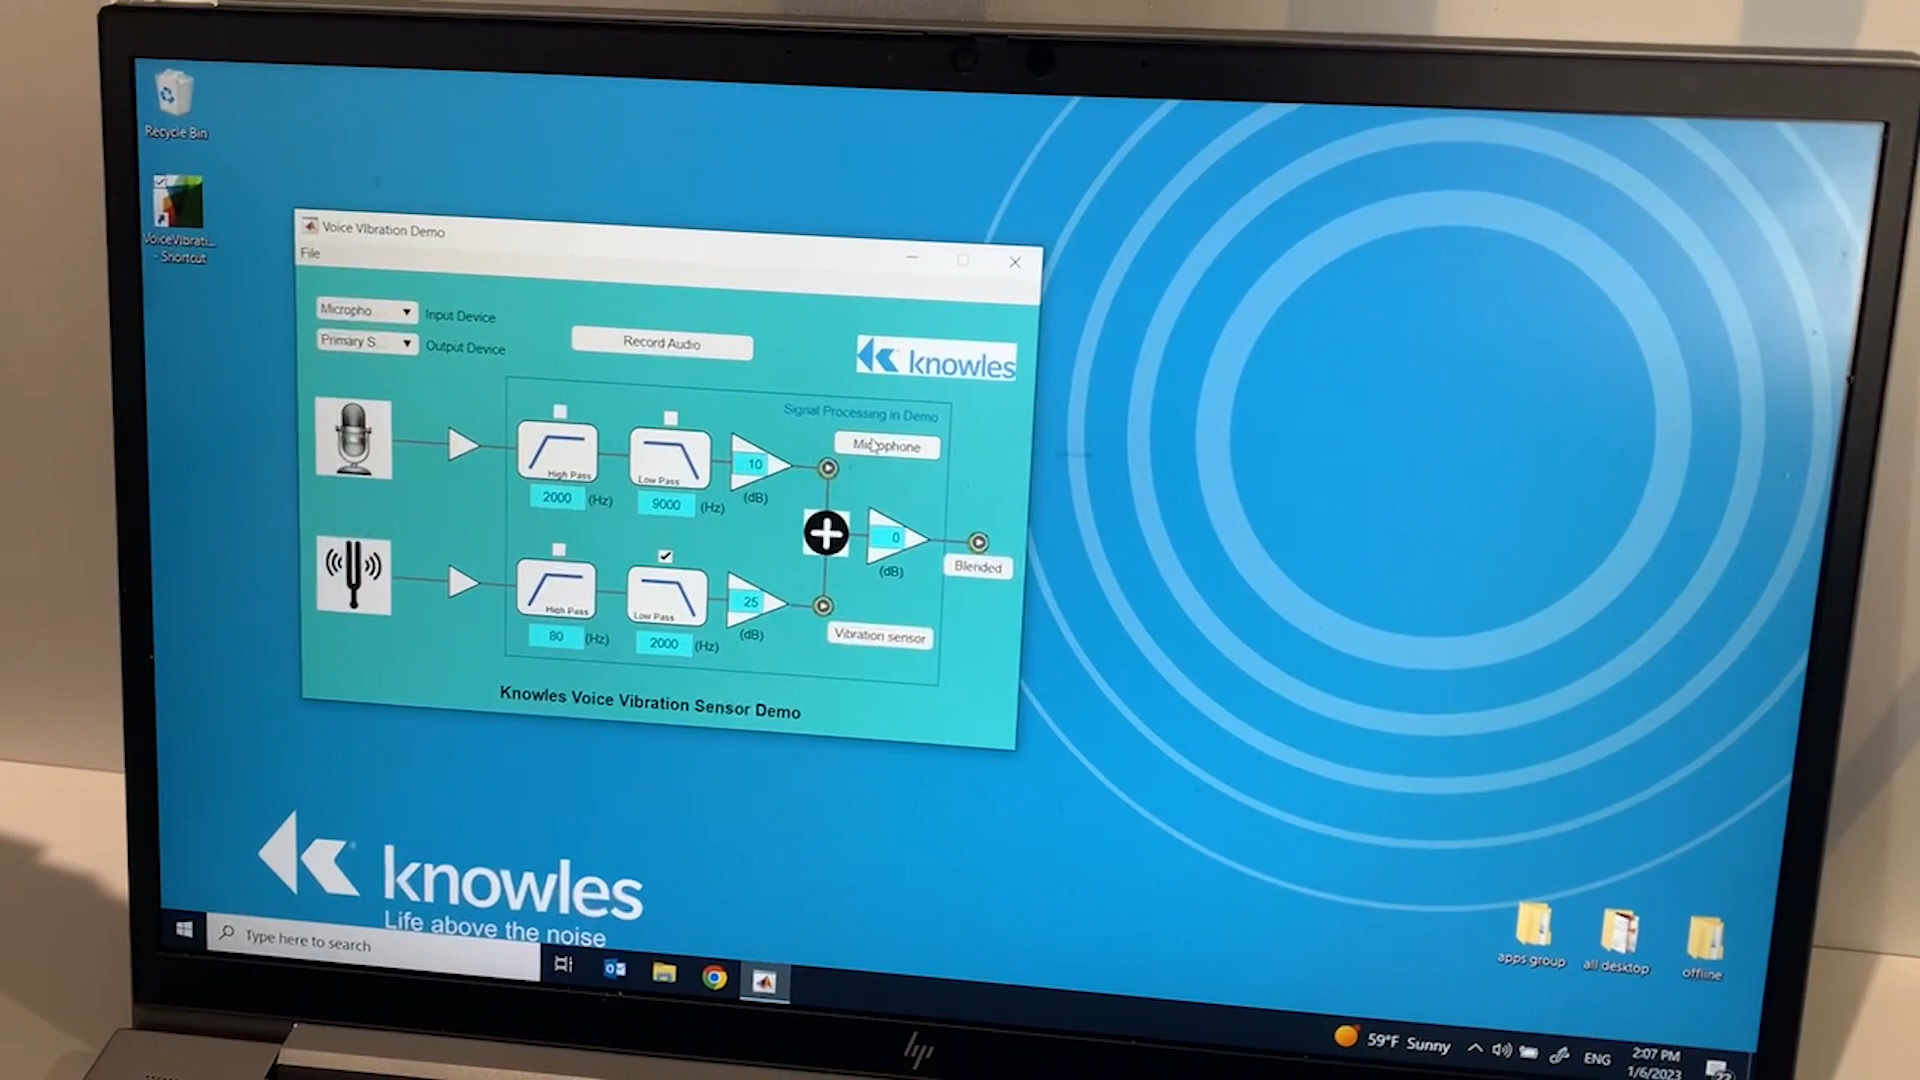 Recycle Bin
VoiceVibrati...
- Shortcut
Voice Vibration Demo
File
Micropho...
Input Device
Primary S...
Output Device
Record Audio
knowles
Signal Processing in Demo
Microphone
High Pass
2000 (Hz)
Low Pass
9000 (Hz)
10
(dB)
0
(dB)
Blended
High Pass
80 (Hz)
Low Pass
2000 (Hz)
25
(dB)
Vibration sensor
Knowles Voice Vibration Sensor Demo
knowles
Life above the noise
apps group
all desktop
offline
Type here to search
59°F Sunny
ENG
2:07 PM
1/6/2023
hp